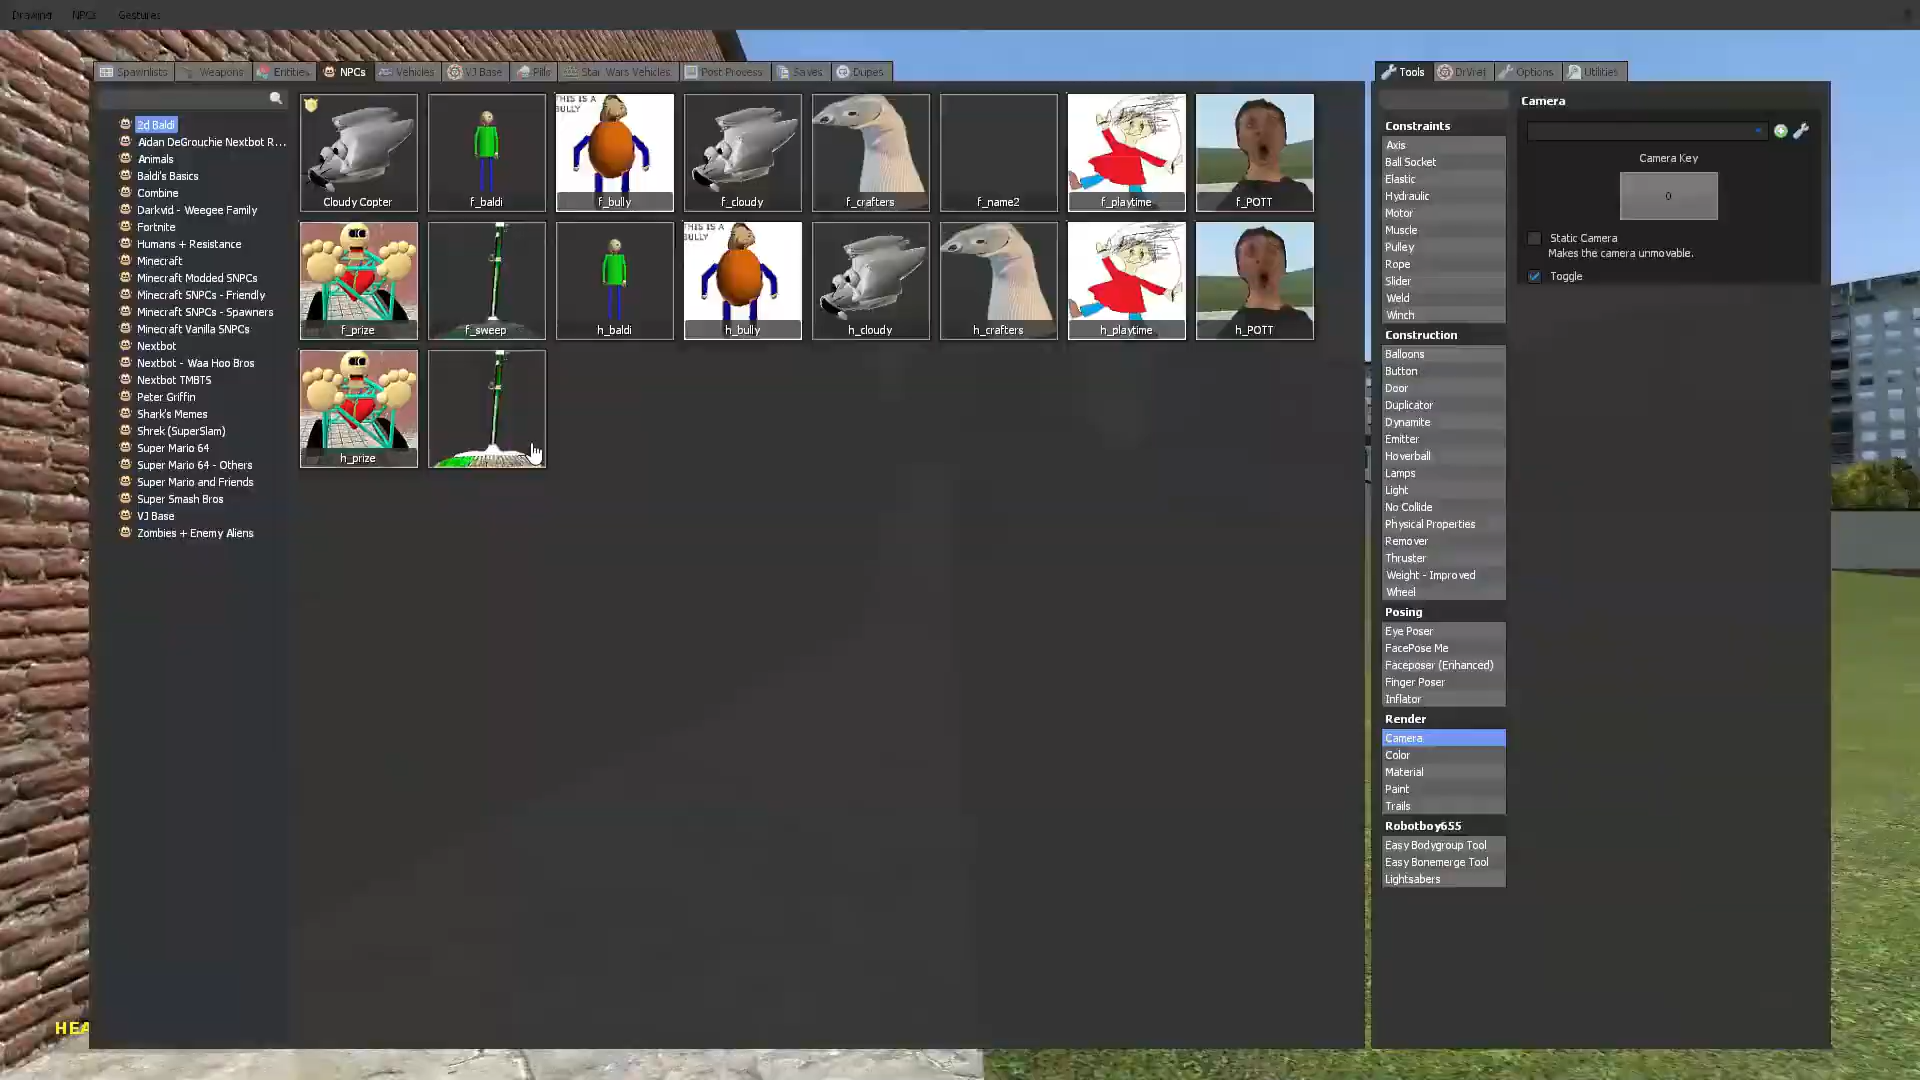 Drawing NPCs Gestures
Spawnlists Weapons Entities NPCs Vehicles VJ Base Pills Star Wars Vehicles Post Process Saves Dupes
2d Baldi
Aidan DeGrouchie Nextbot R...
Animals
Baldi's Basics
Combine
Darkvid - Weegee Family
Fortnite
Humans + Resistance
Minecraft
Minecraft Modded SNPCs
Minecraft SNPCs - Friendly
Minecraft SNPCs - Spawners
Minecraft Vanilla SNPCs
Nextbot
Nextbot - Waa Hoo Bros
Nextbot TMBTS
Peter Griffin
Shark's Memes
Shrek (SuperSlam)
Super Mario 64
Super Mario 64 - Others
Super Mario and Friends
Super Smash Bros
VJ Base
Zombies + Enemy Aliens
THIS IS A
BULLY
Cloudy Copter f_baldi f_bully f_cloudy f_crafters f_name2 f_playtime f_POTT
THIS IS A
BULLY
f_prize f_sweep h_baldi h_bully h_cloudy h_crafters h_playtime h_POTT
h_prize
Tools DrVrej Options Utilities
Constraints
Axis
Ball Socket
Elastic
Hydraulic
Motor
Muscle
Pulley
Rope
Slider
Weld
Winch
Construction
Balloons
Button
Door
Duplicator
Dynamite
Emitter
Hoverball
Lamps
Light
No Collide
Physical Properties
Remover
Thruster
Weight - Improved
Wheel
Posing
Eye Poser
FacePose Me
Faceposer (Enhanced)
Finger Poser
Inflator
Render
Camera
Color
Material
Paint
Trails
Robotboy655
Easy Bodygroup Tool
Easy Bonemerge Tool
Lightsabers
Camera
Camera Key
0
Static Camera
Makes the camera unmovable.
Toggle
HEA